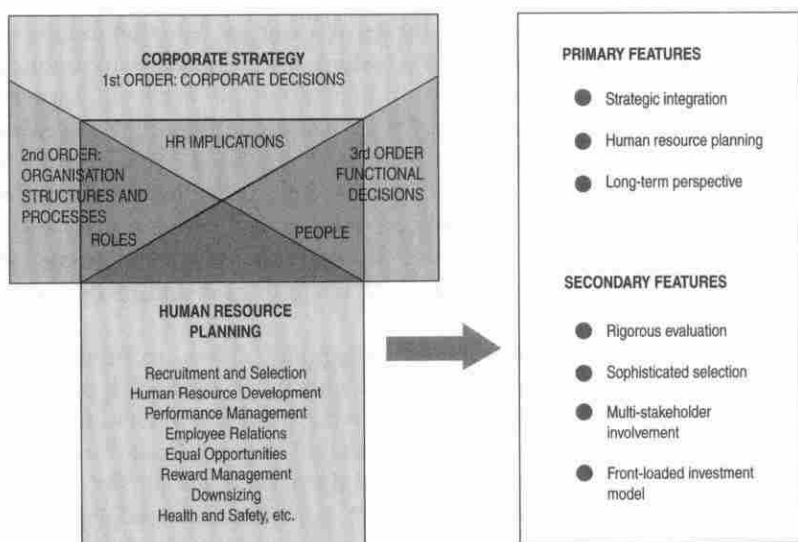 CORPORATE STRATEGY
1st ORDER: CORPORATE DECISIONS
HR IMPLICATIONS
2nd ORDER:
ORGANISATION
STRUCTURES AND
PROCESSES
3rd ORDER
FUNCTIONAL
DECISIONS
ROLES
PEOPLE
HUMAN RESOURCE
PLANNING
Recruitment and Selection
Human Resource Development
Performance Management
Employee Relations
Equal Opportunities
Reward Management
Downsizing
Health and Safety, etc.
PRIMARY FEATURES
Strategic integration
Human resource planning
Long-term perspective
SECONDARY FEATURES
Rigorous evaluation
Sophisticated selection
Multi-stakeholder
involvement
Front-loaded investment
model